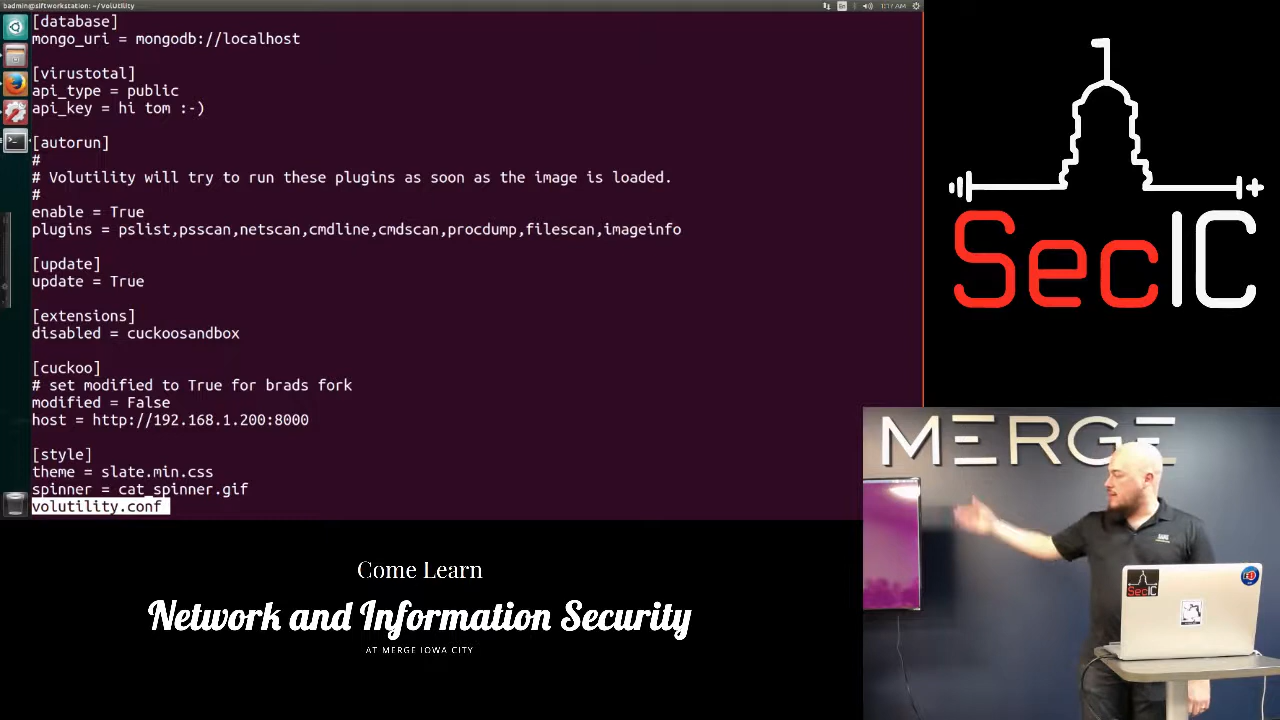 badmin@siftworkstation: ~/VolUtility
[database]
mongo_uri = mongodb://localhost
[virustotal]
api_type = public
api_key = hi tom :-)
[autorun]
#
# Volutility will try to run these plugins as soon as the image is loaded.
#
enable = True
plugins = pslist,psscan,netscan,cmdline,cmdscan,procdump,filescan,imageinfo
[update]
update = True
[extensions]
disabled = cuckoosandbox
[cuckoo]
# set modified to True for brads fork
modified = False
host = http://192.168.1.200:8000
[style]
theme = slate.min.css
spinner = cat_spinner.gif
volutility.conf
SecIC
MERGE
SecIC
Come Learn
Network and Information Security
AT MERGE IOWA CITY